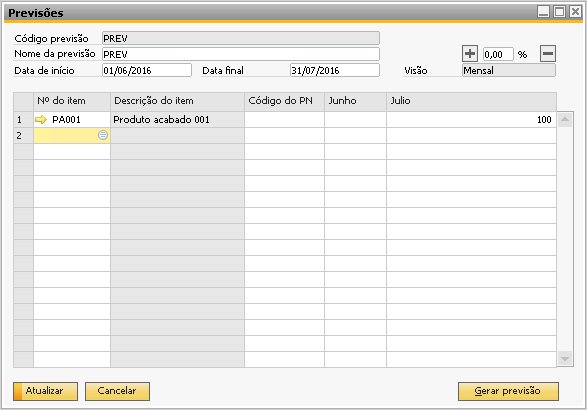 Previsões
Código previsão PREV
Nome da previsão PREV 0,00 %
Data de início 01/06/2016 Data final 31/07/2016 Visão Mensal
Nº do item Descrição do item Código do PN Junho Julio
1 PA001 Produto acabado 001 100
2
Atualizar Cancelar Gerar previsão